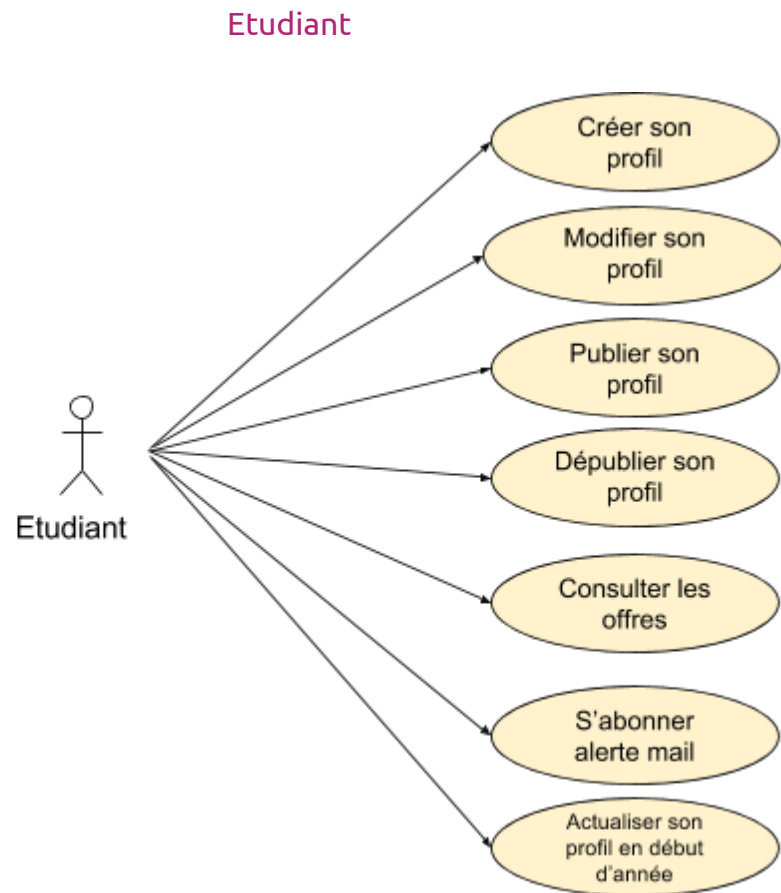 Etudiant
Créer son
profil
Modifier son
profil
Publier son
profil
Dépublier son
profil
Etudiant
Consulter les
offres
S'abonner
alerte mail
Actualiser son
profil en début
d'année